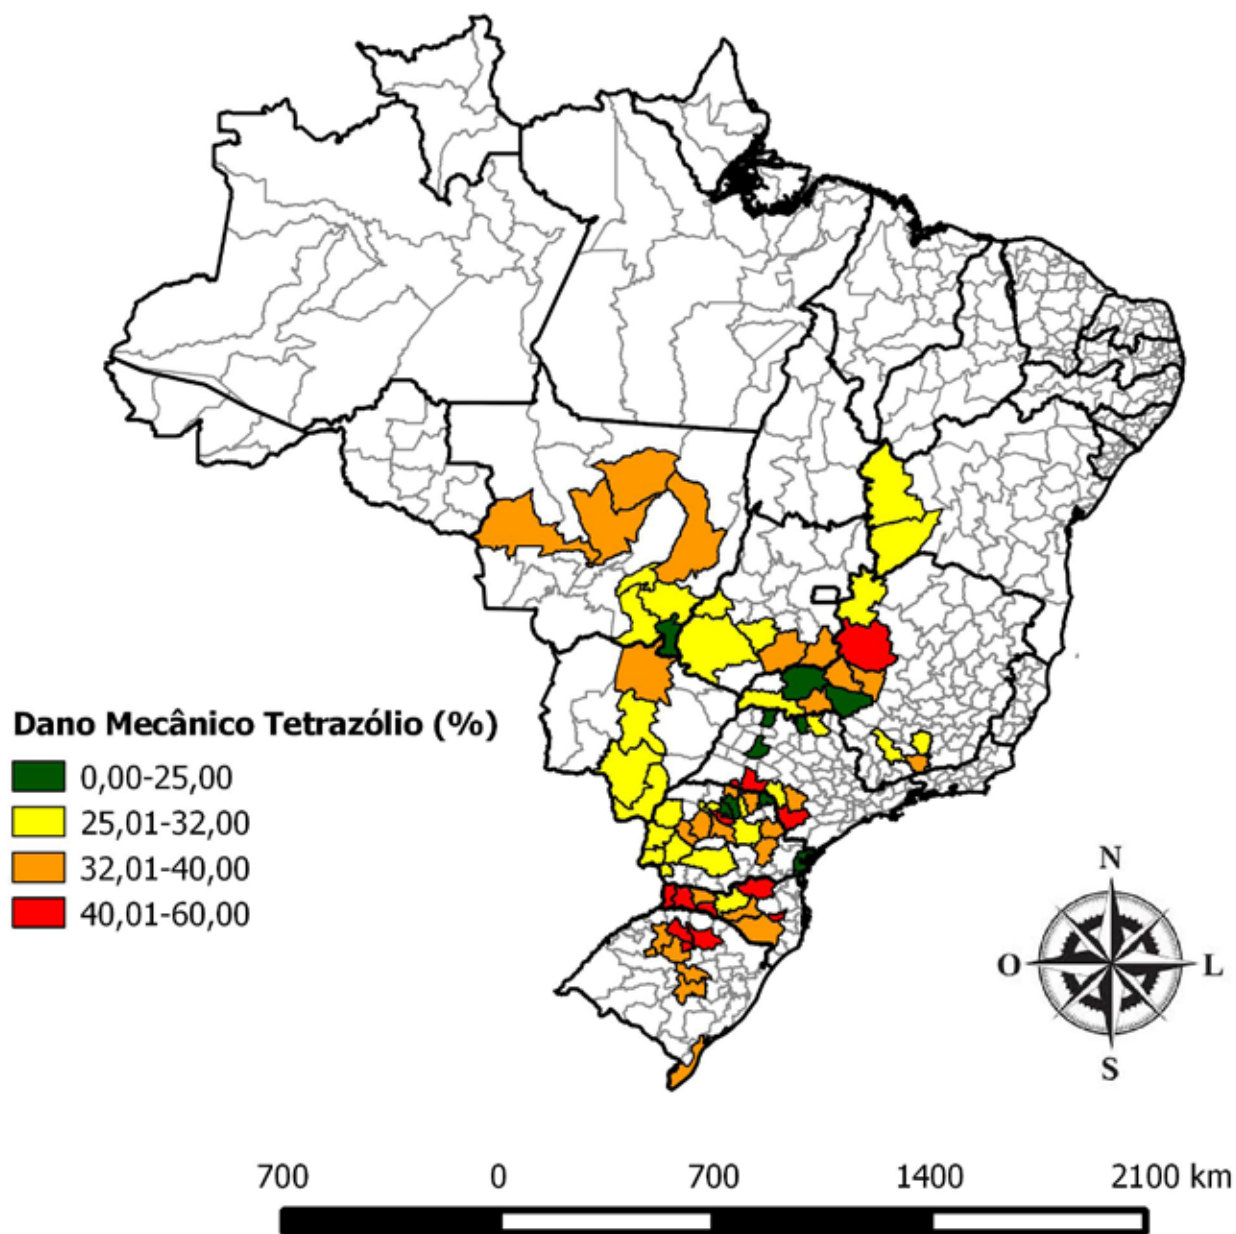 Dano Mecânico Tetrazólio (%)
0,00-25,00
25,01-32,00
32,01-40,00
40,01-60,00
N
O
L
S
700 0 700 1400 2100 km